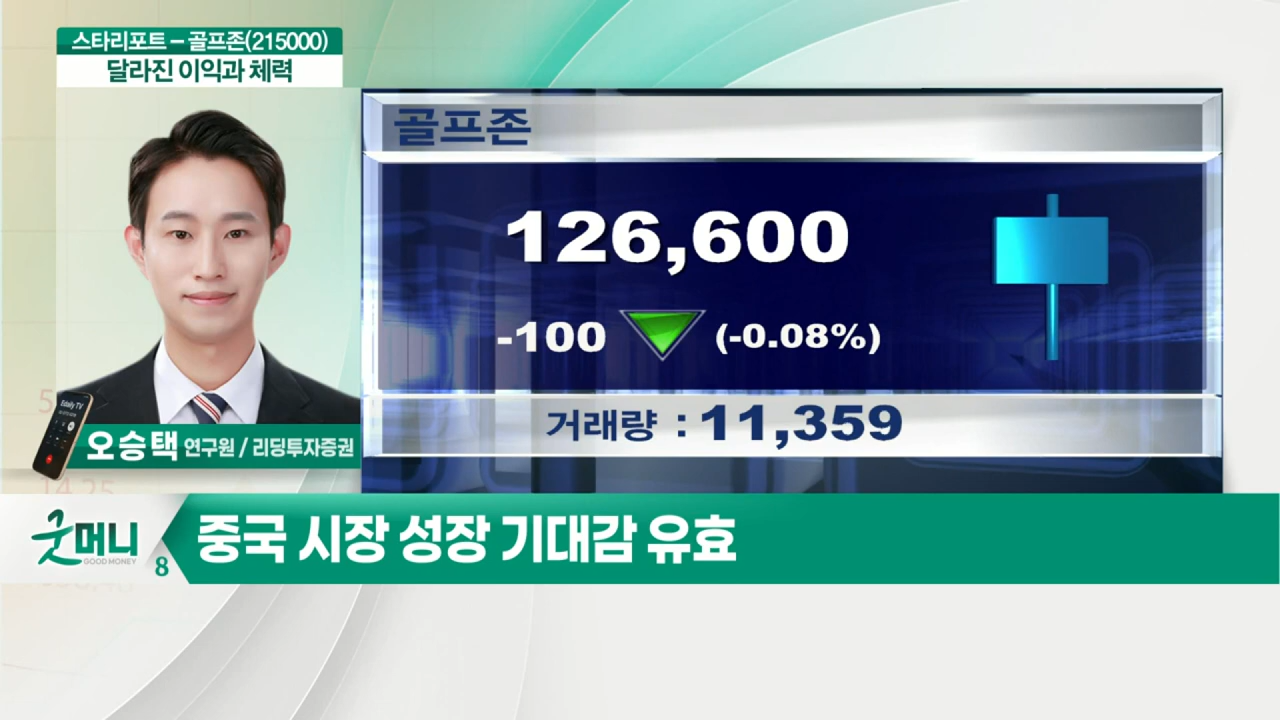 스타리포트 – 골프존(215000)
달라진 이익과 체력
골프존
126,600
-100 (-0.08%)
거래량 : 11,359
Edaily TV
오승택 연구원 / 리딩투자증권
굿머니
GOOD MONEY
8
중국 시장 성장 기대감 유효